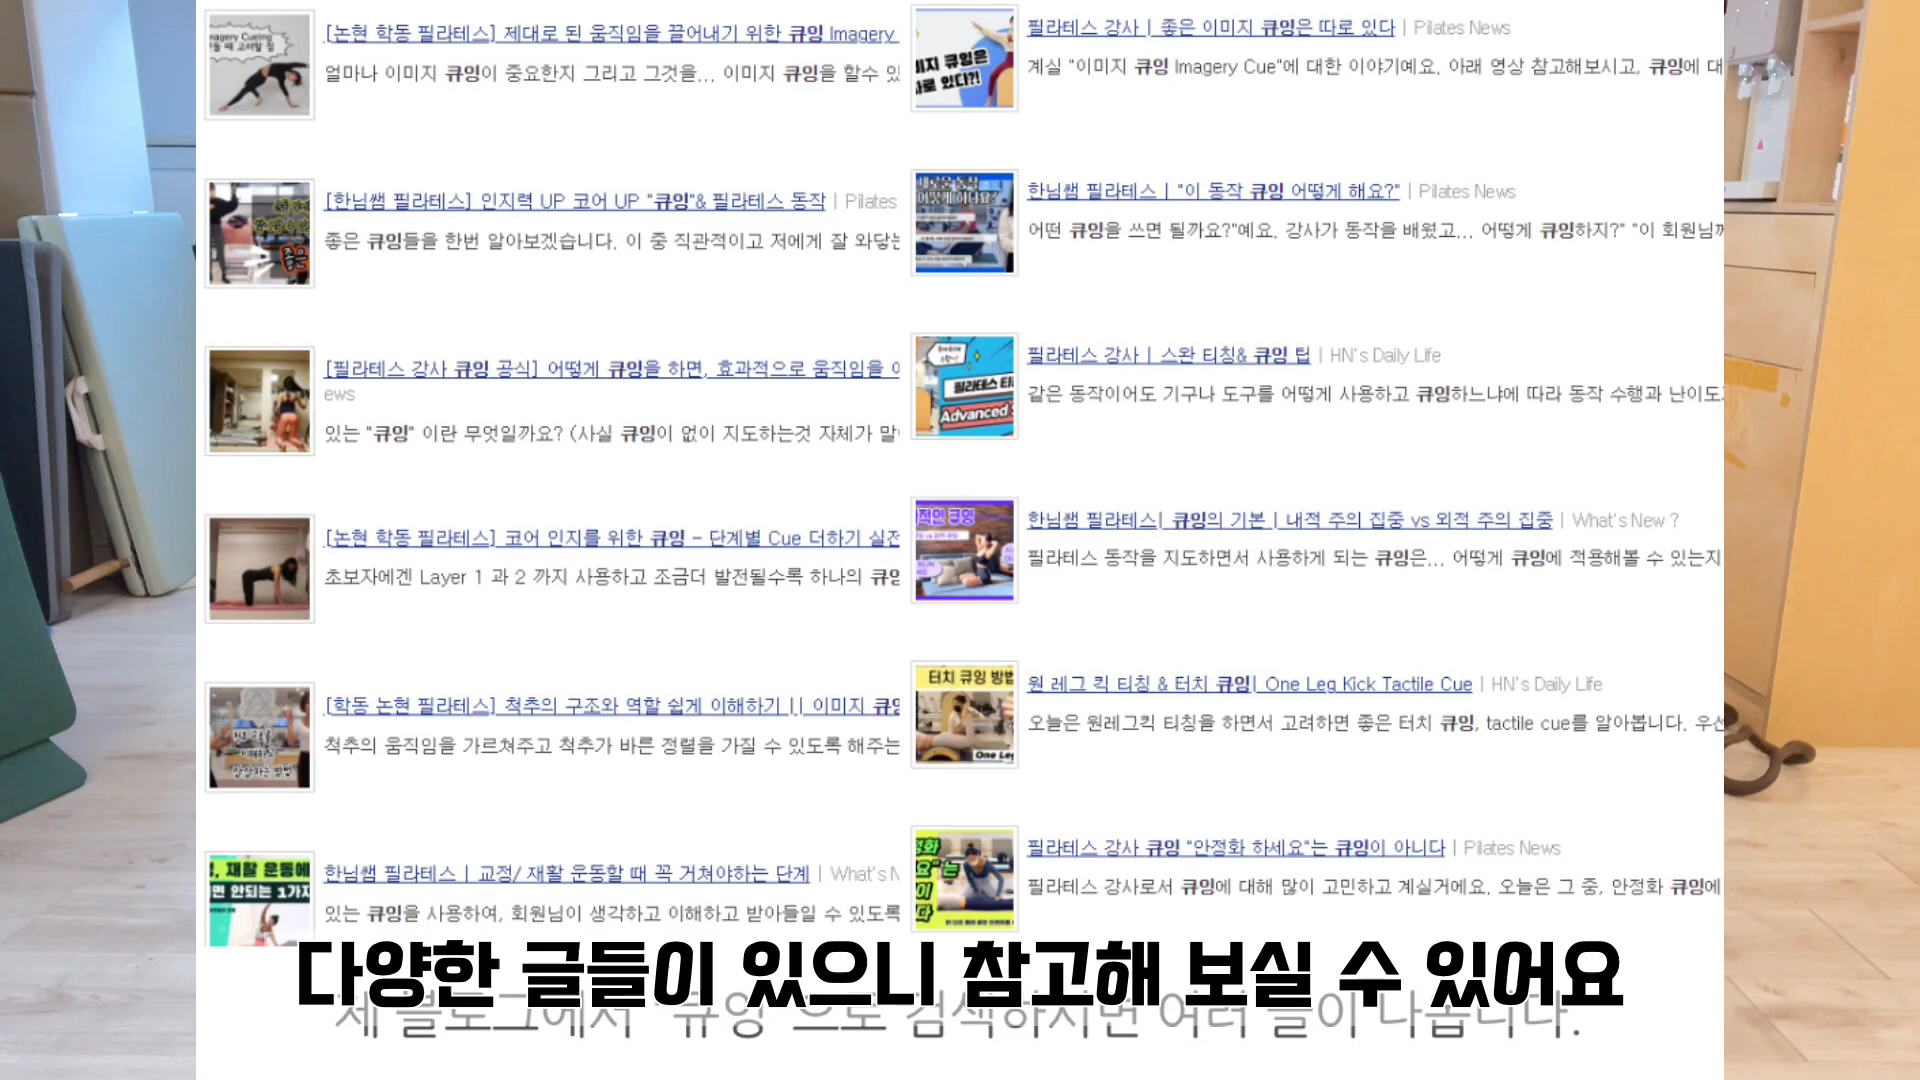 [논현 학동 필라테스] 제대로 된 움직임을 끌어내기 위한 큐잉 Imagery
얼마나 이미지 큐잉이 중요한지 그리고 그것을... 이미지 큐잉을 할수 있
[한님쌤 필라테스] 인지력 UP 코어 UP "큐잉"& 필라테스 동작 | Pilates
좋은 큐잉들을 한번 알아보겠습니다. 이 중 직관적이고 저에게 잘 와닿는
[필라테스 강사 큐잉 공식] 어떻게 큐잉을 하면, 효과적으로 움직임을 이
ews
있는 "큐잉" 이란 무엇일까요? (사실 큐잉이 없이 지도하는것 자체가 말
[논현 학동 필라테스] 코어 인지를 위한 큐잉 - 단계별 Cue 더하기 실전
초보자에겐 Layer 1 과 2 까지 사용하고 조금더 발전될수록 하나의 큐잉
[학동 논현 필라테스] 척추의 구조와 역할 쉽게 이해하기 || 이미지 큐잉
척추의 움직임을 가르쳐주고 척추가 바른 정렬을 가질 수 있도록 해주는
한님쌤 필라테스 | 교정/ 재활 운동할 때 꼭 거쳐야하는 단계 | What's N
있는 큐잉을 사용하여, 회원님이 생각하고 이해하고 받아들일 수 있도록
필라테스 강사 | 좋은 이미지 큐잉은 따로 있다 | Pilates News
계실 "이미지 큐잉 Imagery Cue"에 대한 이야기예요. 아래 영상 참고해보시고, 큐잉에 대
한님쌤 필라테스 | "이 동작 큐잉 어떻게 해요?" | Pilates News
어떤 큐잉을 쓰면 될까요?"예요. 강사가 동작을 배웠고... 어떻게 큐잉하지?" "이 회원님께
필라테스 강사 | 스완 티칭& 큐잉 팁 | HN's Daily Life
같은 동작이어도 기구나 도구를 어떻게 사용하고 큐잉하느냐에 따라 동작 수행과 난이도
한님쌤 필라테스| 큐잉의 기본 | 내적 주의 집중 vs 외적 주의 집중 | What's New ?
필라테스 동작을 지도하면서 사용하게 되는 큐잉은... 어떻게 큐잉에 적용해볼 수 있는지
원 레그 킥 티칭 & 터치 큐잉| One Leg Kick Tactile Cue | HN's Daily Life
오늘은 원레그킥 티칭을 하면서 고려하면 좋은 터치 큐잉, tactile cue를 알아봅니다. 우선
필라테스 강사 큐잉 "안정화 하세요"는 큐잉이 아니다 | Pilates News
필라테스 강사로서 큐잉에 대해 많이 고민하고 계실거에요. 오늘은 그 중, 안정화 큐잉에
다양한 글들이 있으니 참고해 보실 수 있어요
제 블로그에서 "큐잉"으로 검색하시면 여러 글이 나옵니다.